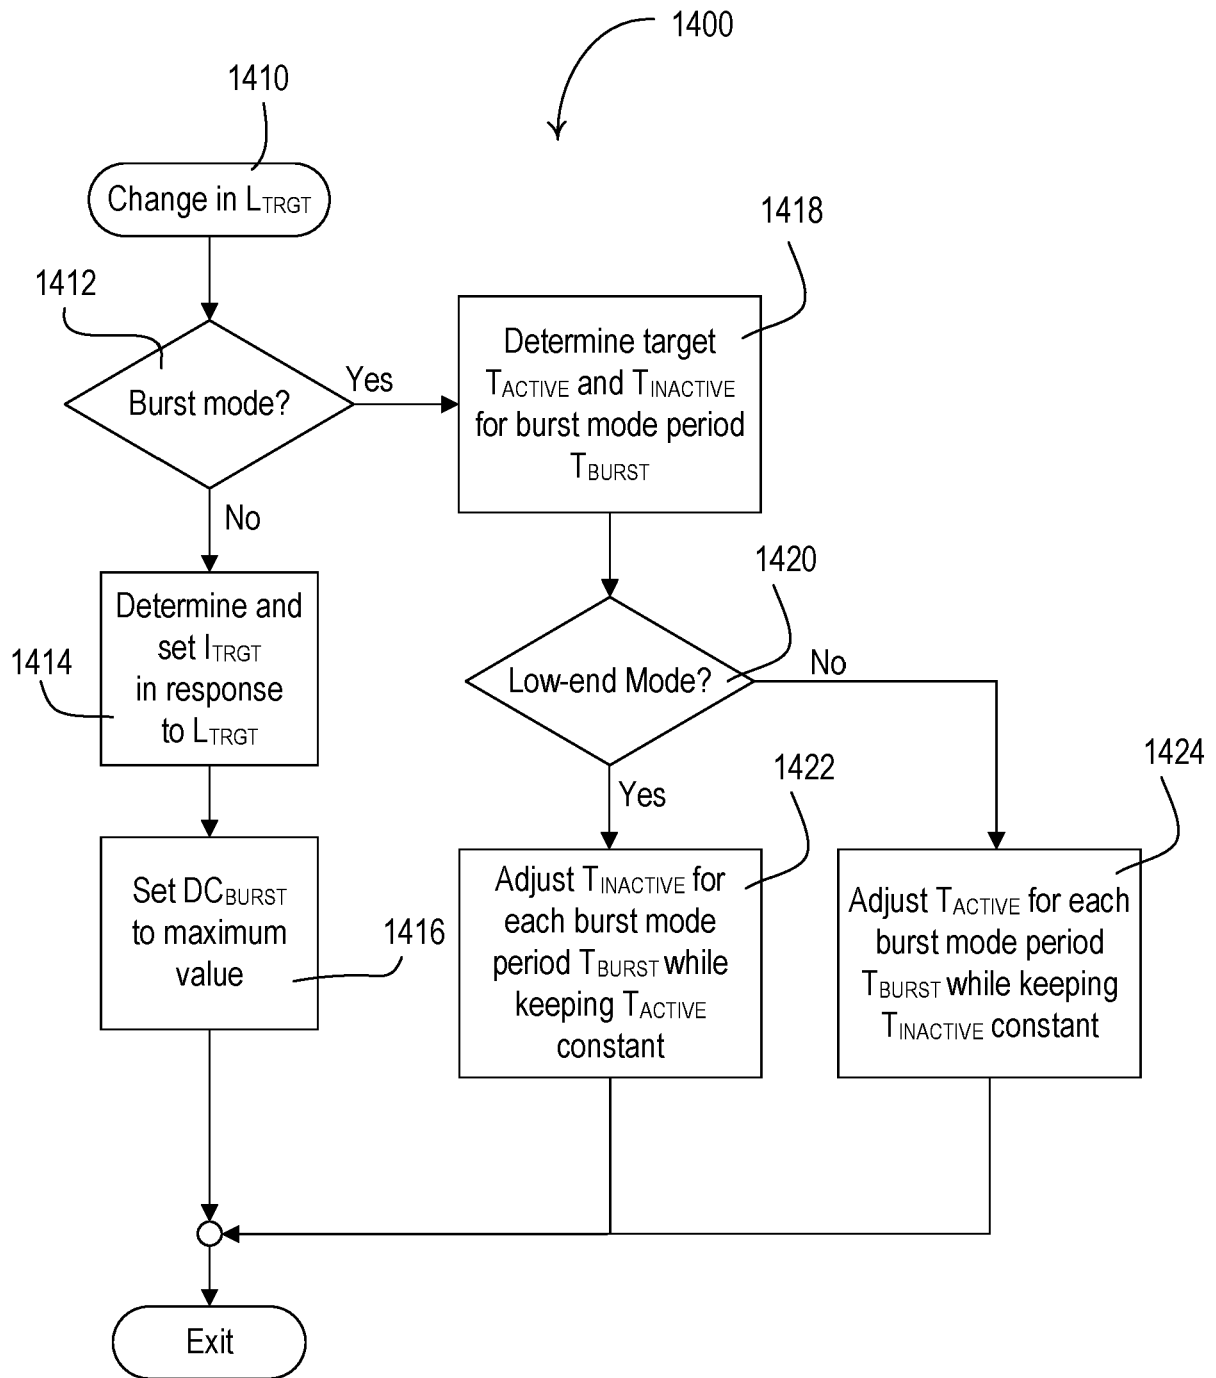 1400
1410
Change in LTRGT
1412
Burst mode?
Yes
No
1418
Determine target
TACTIVE and TINACTIVE
for burst mode period
TBURST
1414
Determine and
set ITRGT
in response
to LTRGT
1420
Low-end Mode?
No
Yes
1416
Set DCBURST
to maximum
value
1422
Adjust TINACTIVE for
each burst mode
period TBURST while
keeping TACTIVE
constant
1424
Adjust TACTIVE for each
burst mode period
TBURST while keeping
TINACTIVE constant
Exit